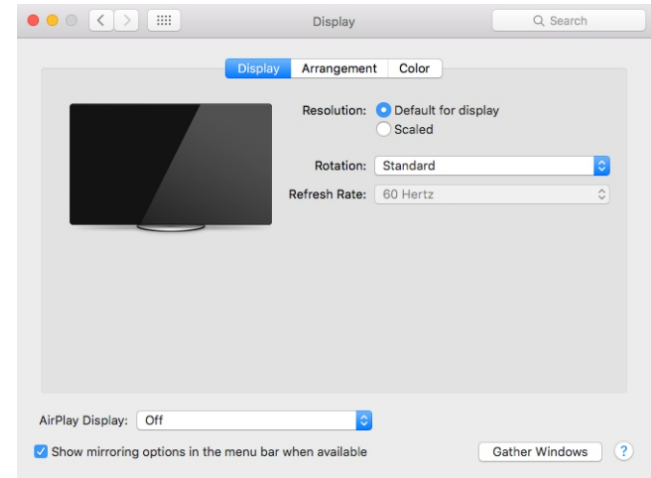 Display
Search
Display Arrangement Color
Resolution: Default for display
Scaled
Rotation: Standard
Refresh Rate: 60 Hertz
AirPlay Display: Off
Show mirroring options in the menu bar when available
Gather Windows ?